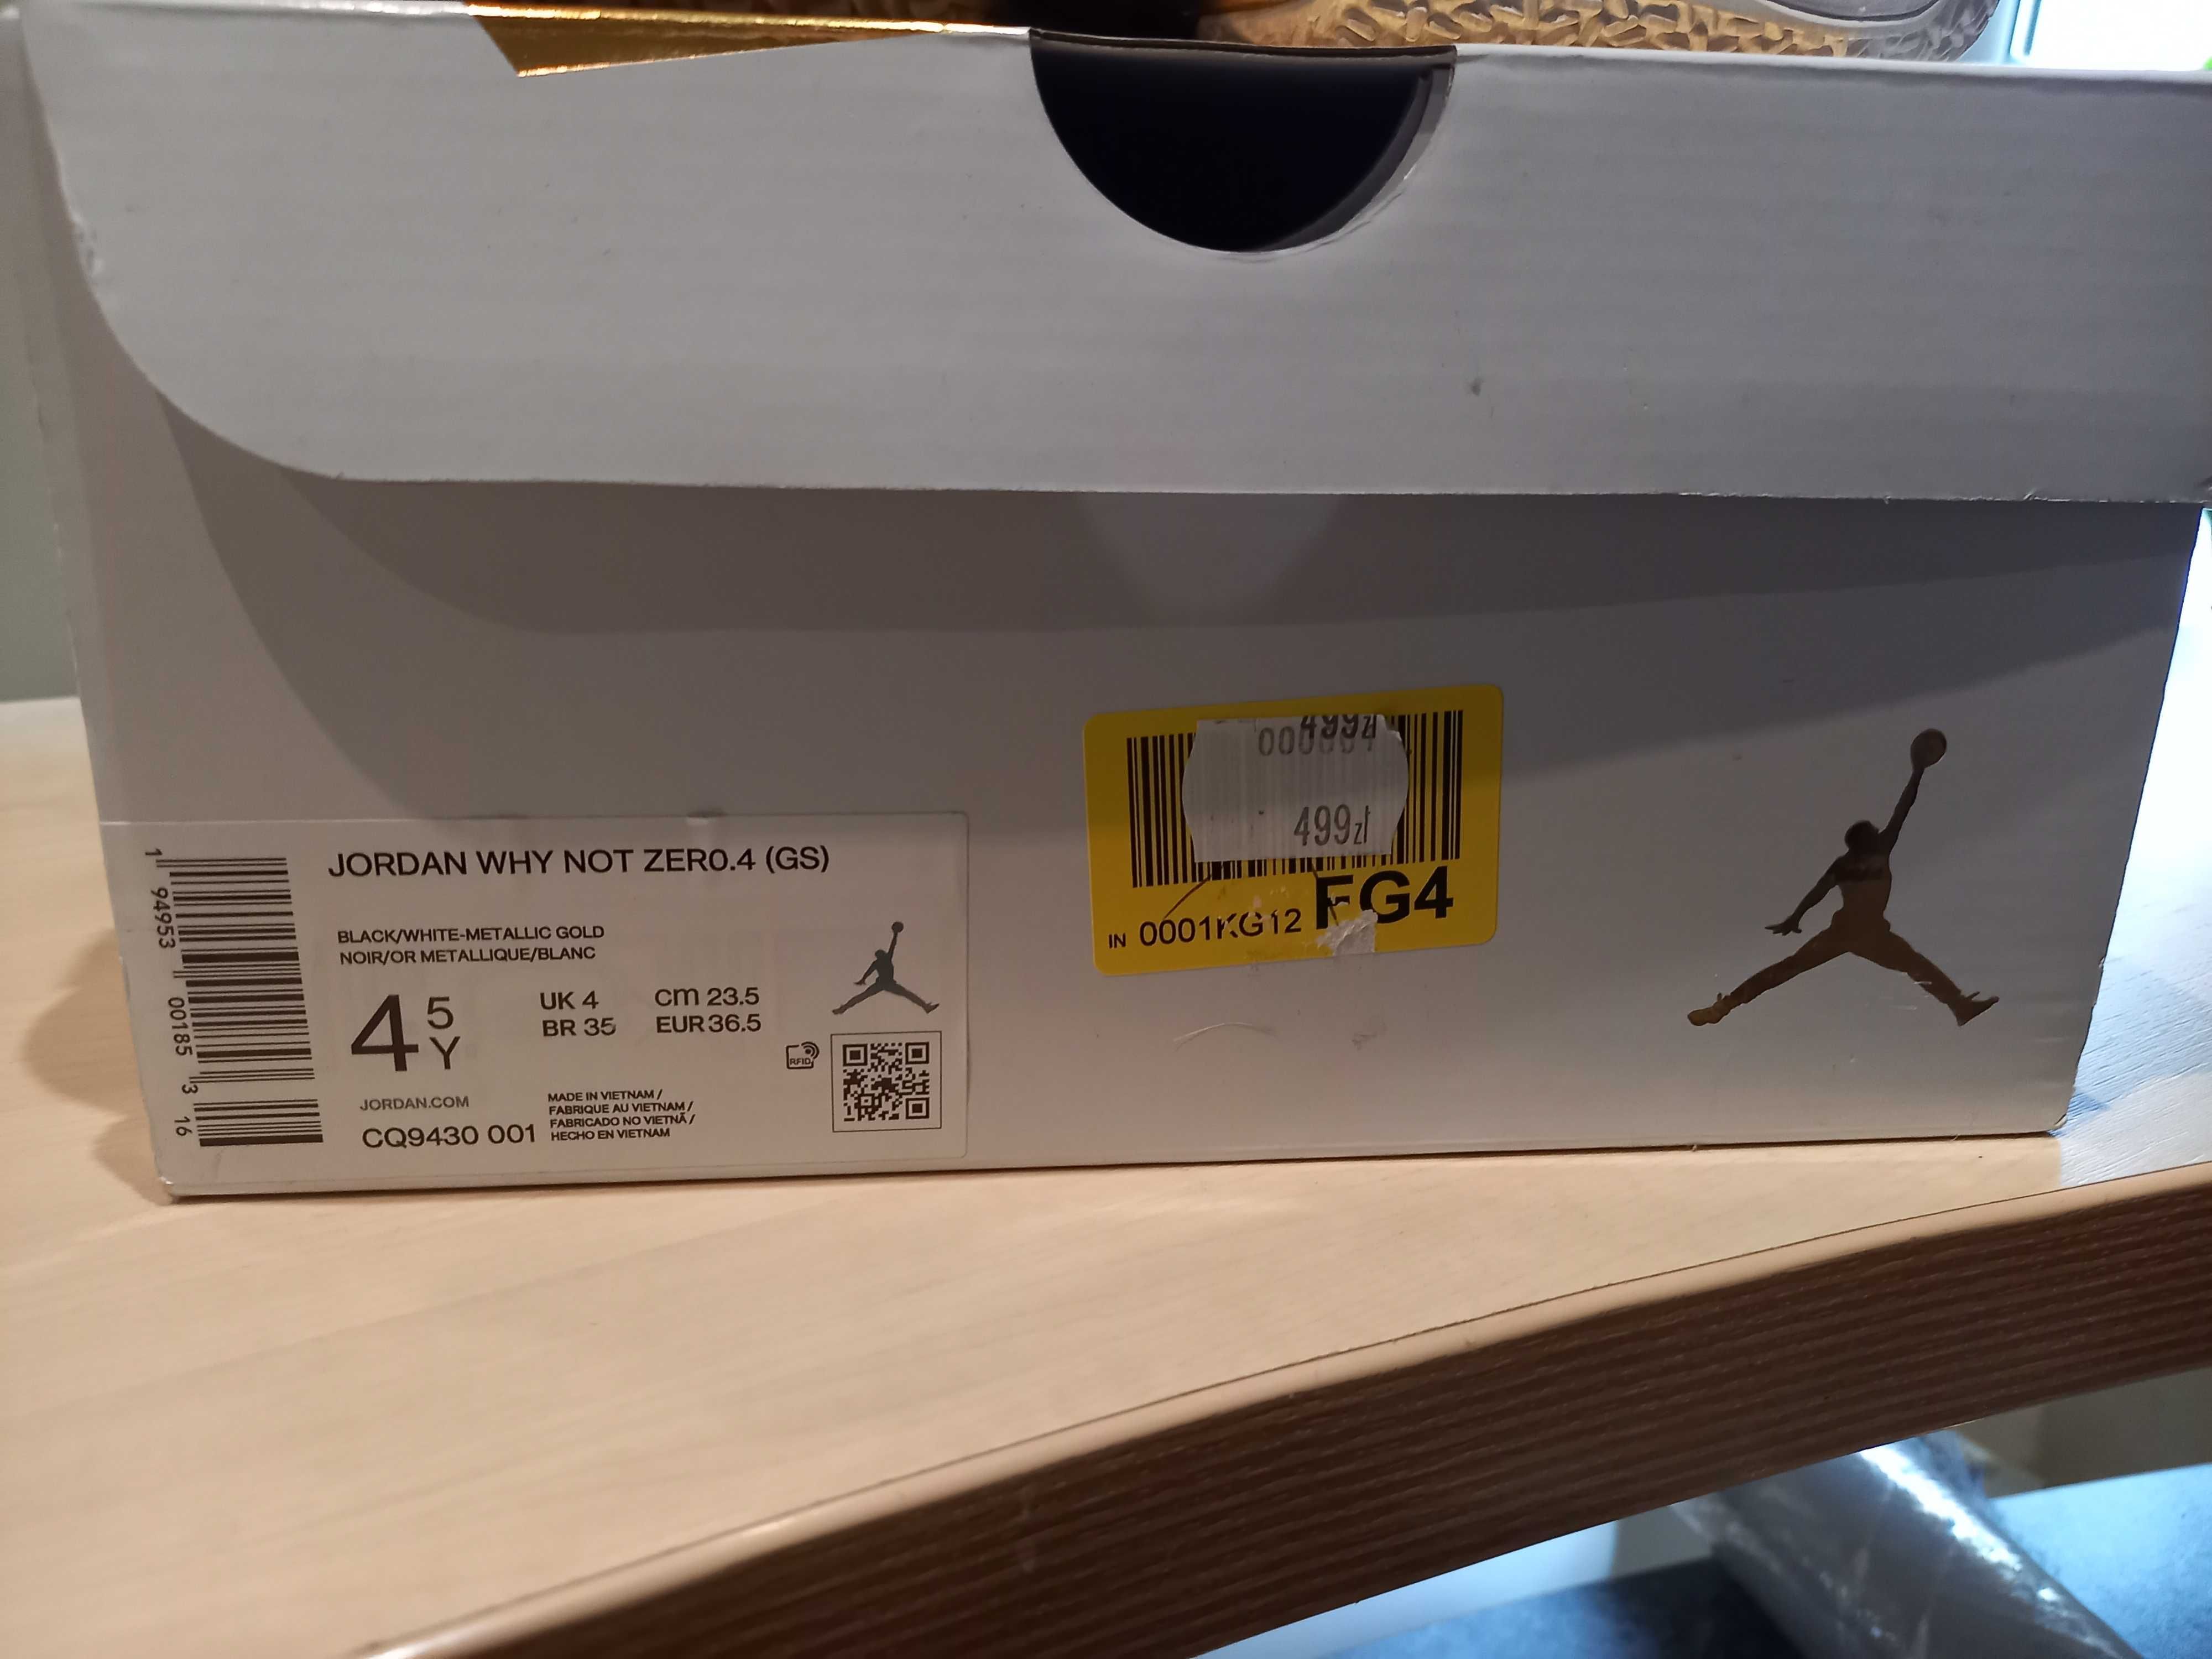 499zł
499zł
IN 0001KG12 FG4
1 94953 00185 3 16
JORDAN WHY NOT ZER0.4 (GS)
BLACK/WHITE-METALLIC GOLD
NOIR/OR METALLIQUE/BLANC
4 5Y
UK 4 cm 23.5
BR 35 EUR 36.5
RFID
JORDAN.COM
CQ9430 001
MADE IN VIETNAM /
FABRIQUE AU VIETNAM /
FABRICADO NO VIETNÃ /
HECHO EN VIETNAM